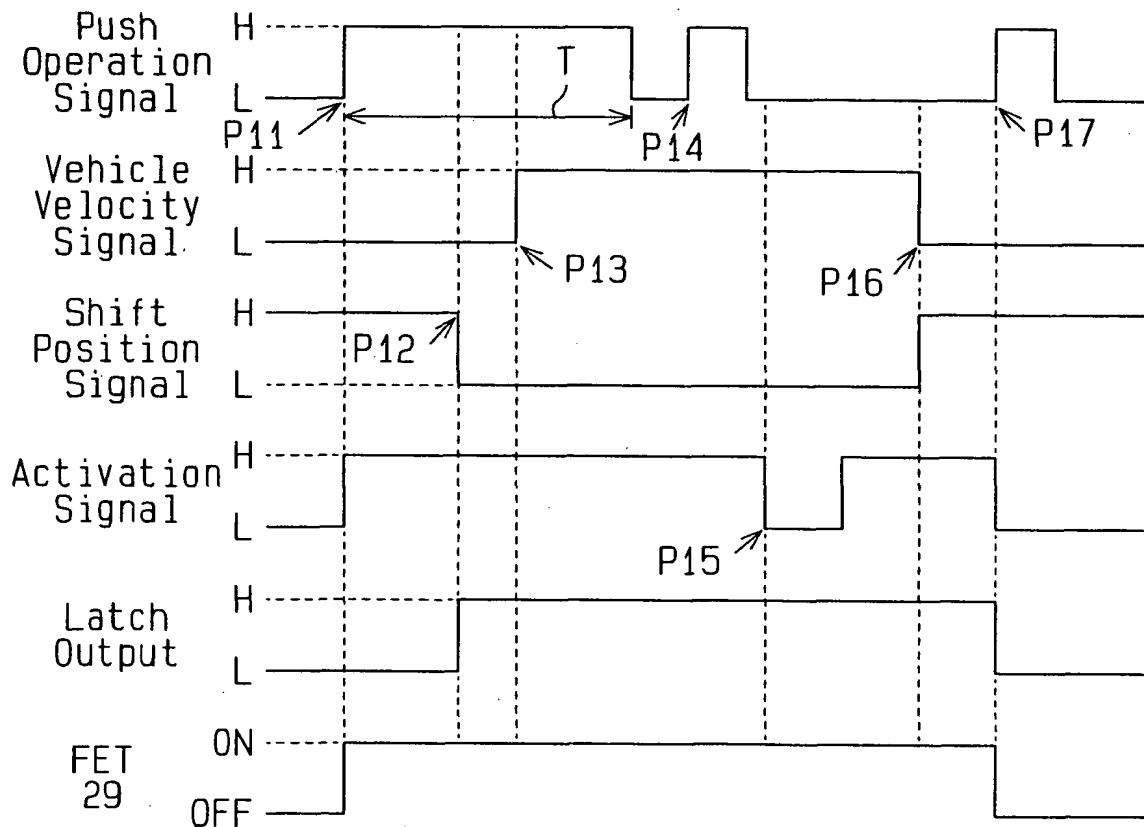 Push
Operation
Signal
H
L
T
P11
P14
P17
Vehicle
Velocity
Signal
H
L
P13
P16
Shift
Position
Signal
H
L
P12
Activation
Signal
H
L
P15
Latch
Output
H
L
FET
29
ON
OFF